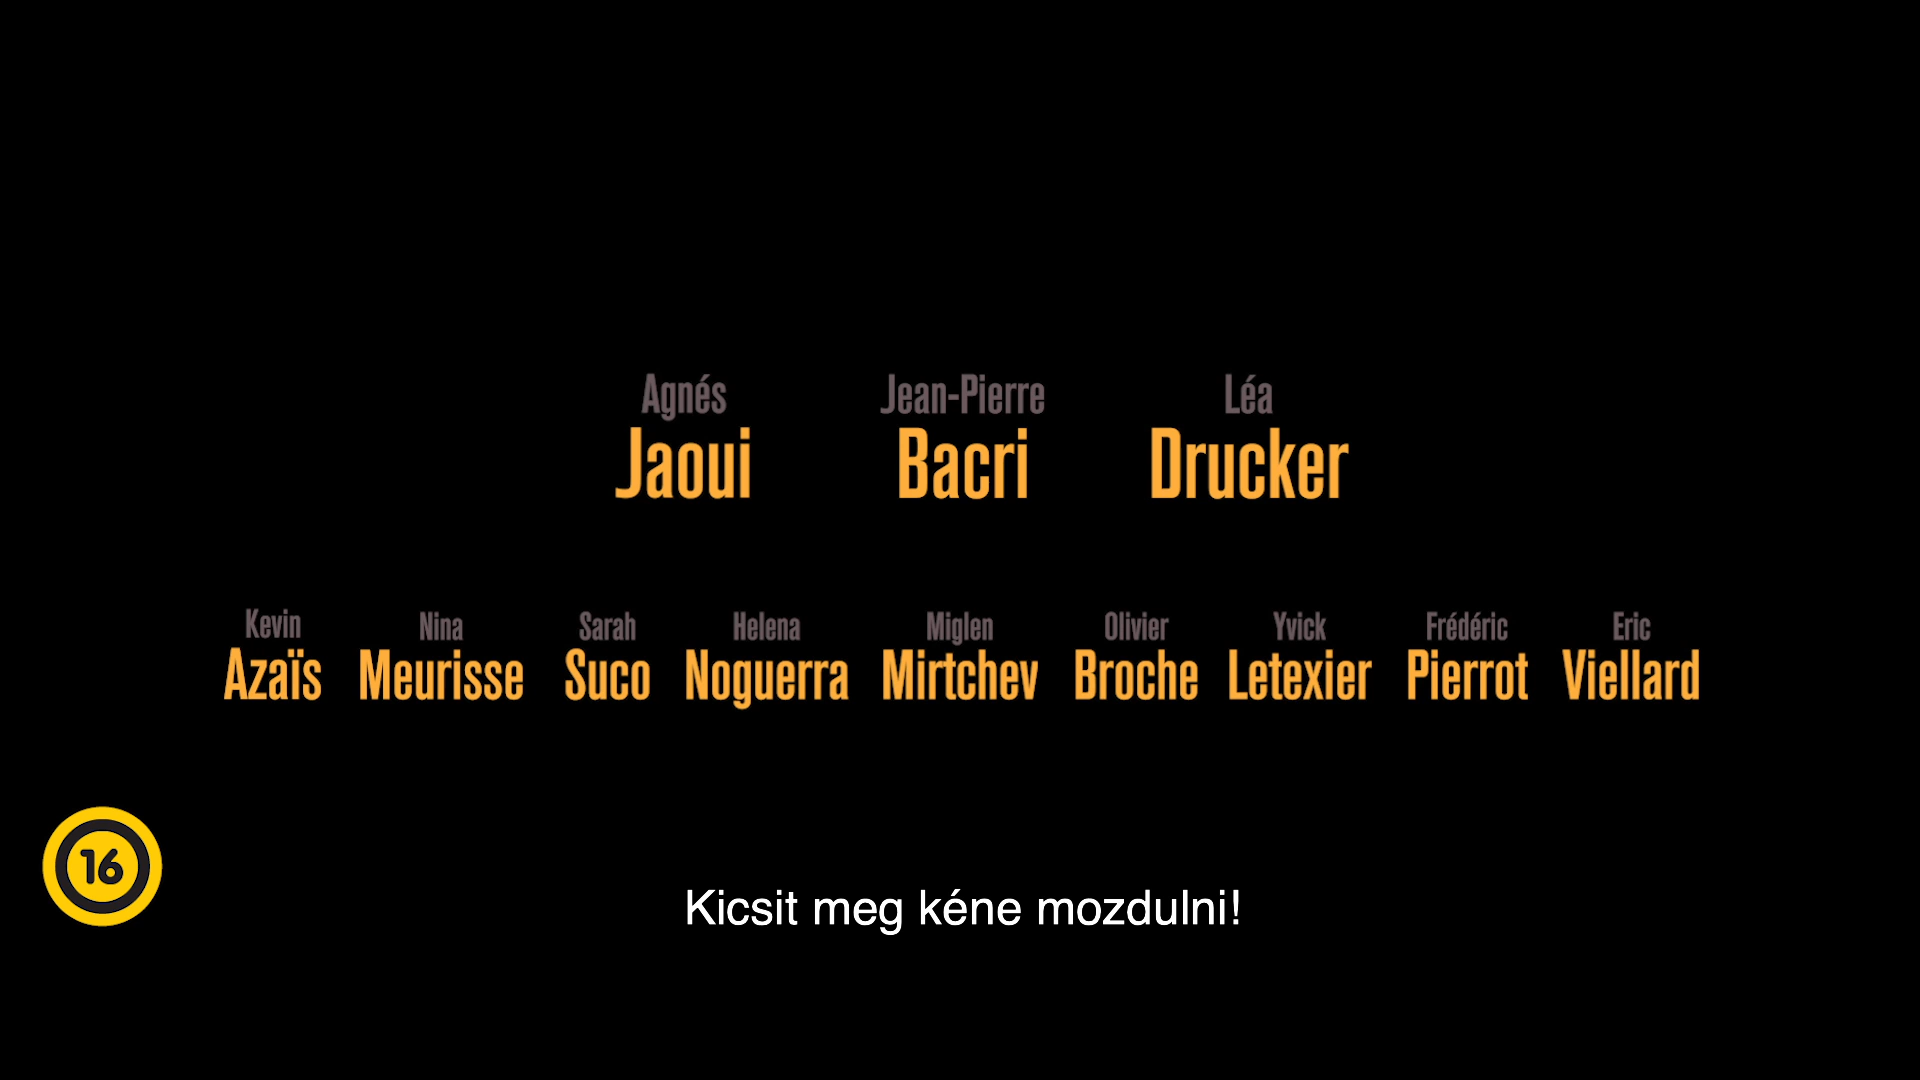 Agnés Jean-Pierre Léa
Jaoui Bacri Drucker
Kevin Nina Sarah Helena Miglen Olivier Yvick Frédéric Eric
Azaïs Meurisse Suco Noguerra Mirtchev Broche Letexier Pierrot Viellard
16
Kicsit meg kéne mozdulni!